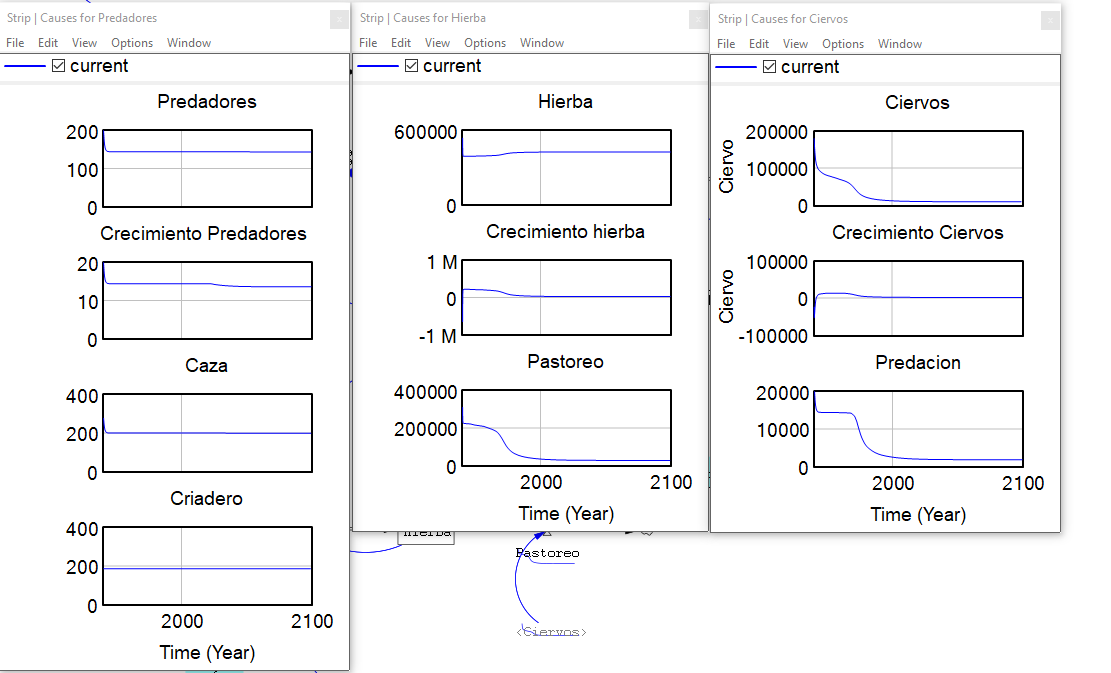 Strip | Causes for Predadores
File Edit View Options Window
current
Predadores
200
100
0
Crecimiento Predadores
20
10
0
Caza
400
200
0
Criadero
400
200
0
2000 2100
Time (Year)
Strip | Causes for Hierba
File Edit View Options Window
current
Hierba
600000
0
Crecimiento hierba
1 M
0
-1 M
Pastoreo
400000
200000
0
2000 2100
Time (Year)
Strip | Causes for Ciervos
File Edit View Options Window
current
Ciervos
Ciervo
200000
100000
0
Crecimiento Ciervos
Ciervo
100000
0
-100000
Predacion
20000
10000
0
2000 2100
Time (Year)
Hierba
Pastoreo
<Ciervos>